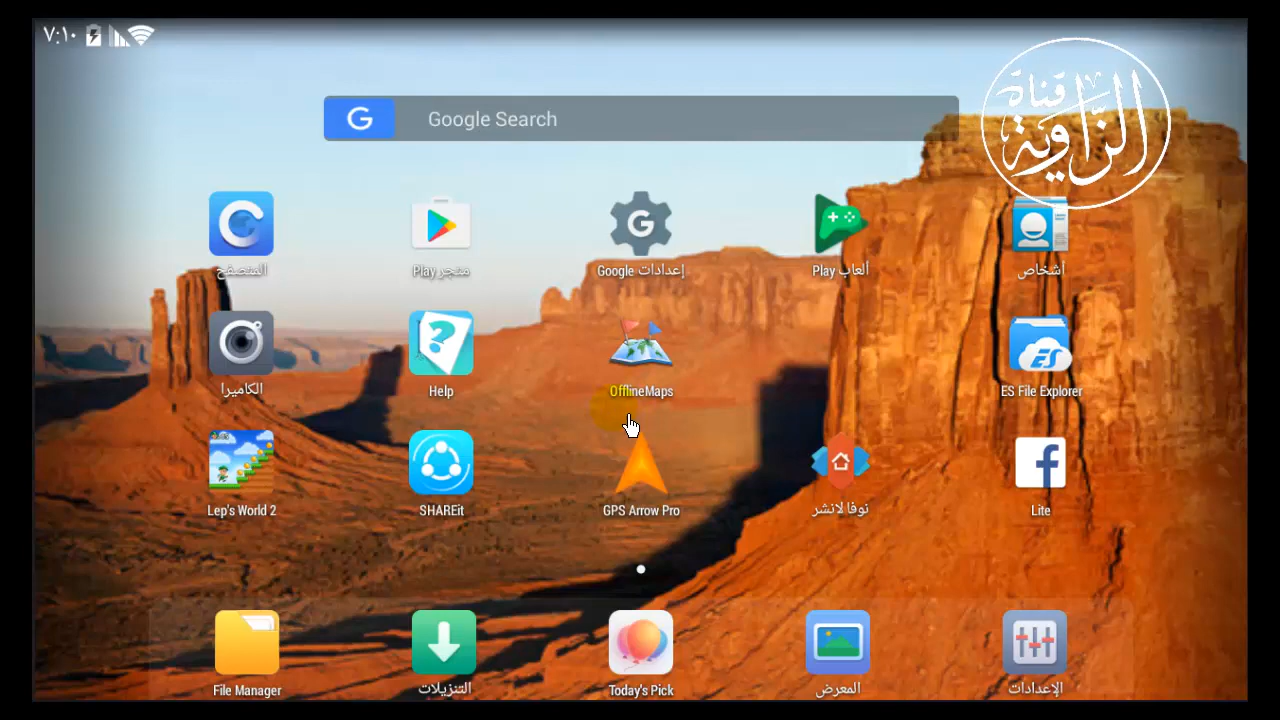 ٧:١٠
قناة
الزاوية
G Google Search
المتصفح
متجر Play
إعدادات Google
ألعاب Play
أشخاص
الكاميرا
Help
OfflineMaps
ES File Explorer
Lep's World 2
SHAREit
GPS Arrow Pro
نوفا لانشر
Lite
File Manager
التنزيلات
Today's Pick
المعرض
الإعدادات